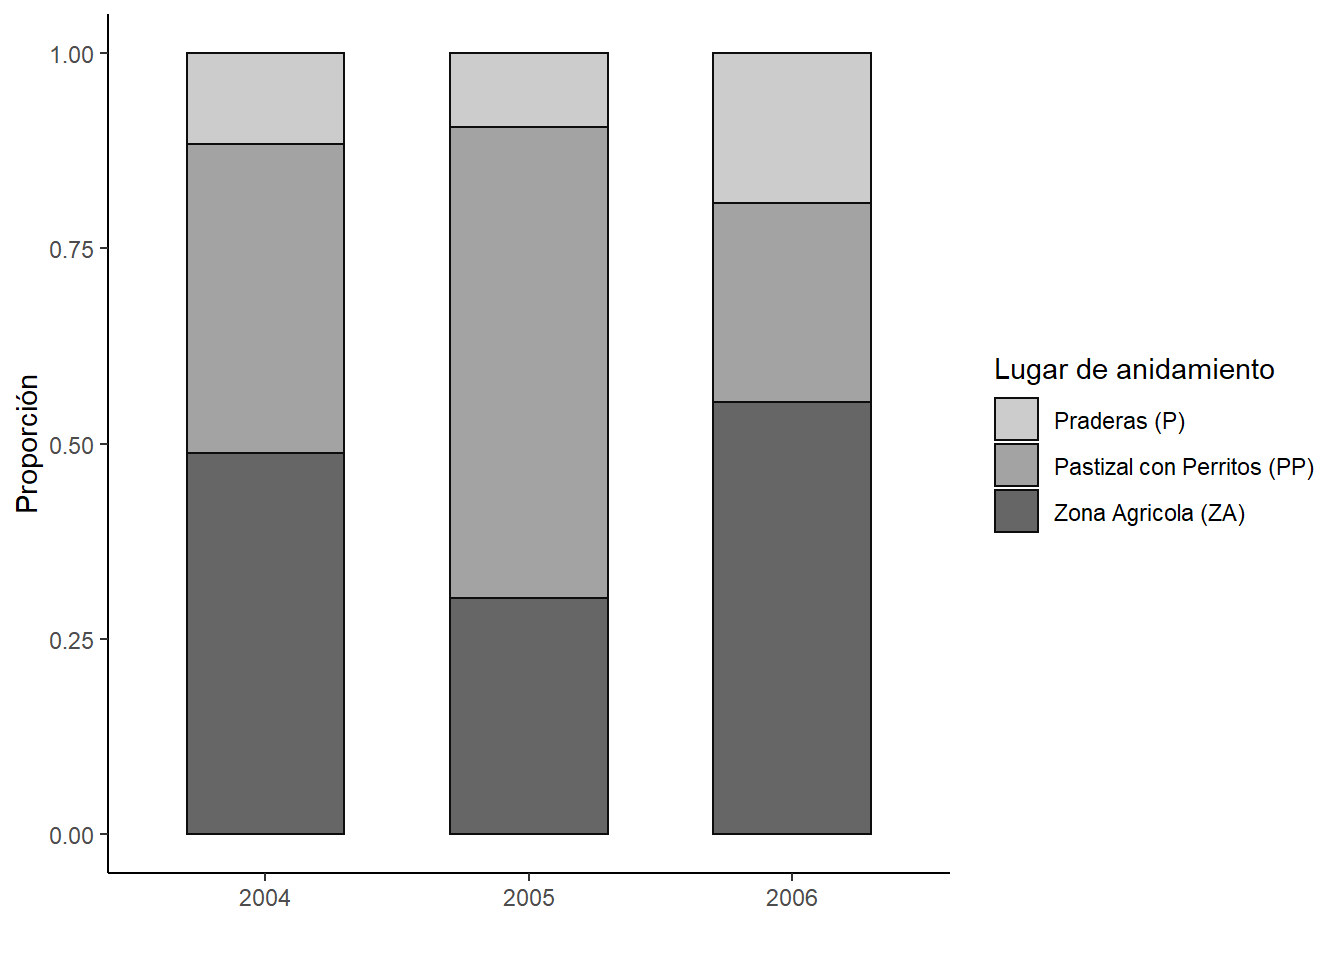 Proporción
1.00
0.75
0.50
0.25
0.00
2004
2005
2006
Lugar de anidamiento
Praderas (P)
Pastizal con Perritos (PP)
Zona Agricola (ZA)